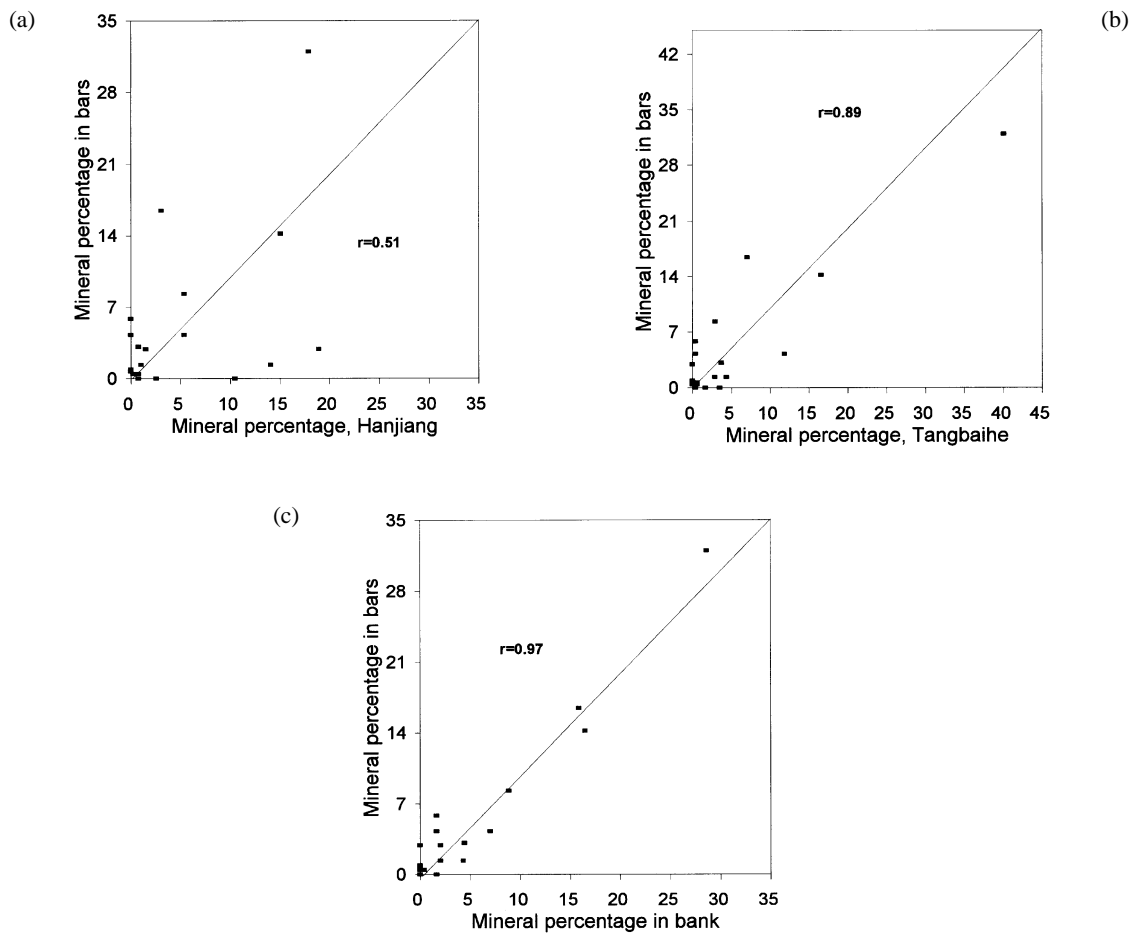 (a)
Mineral percentage in bars
35
28
21
14
7
0
r=0.51
0 5 10 15 20 25 30 35
Mineral percentage, Hanjiang
(b)
Mineral percentage in bars
42
35
28
21
14
7
0
r=0.89
0 5 10 15 20 25 30 35 40 45
Mineral percentage, Tangbaihe
(c)
Mineral percentage in bars
35
28
21
14
7
0
r=0.97
0 5 10 15 20 25 30 35
Mineral percentage in bank